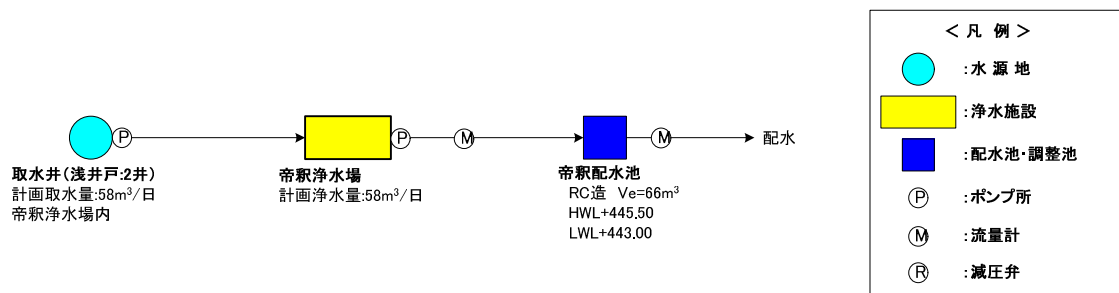 P
P
M
M
配水
取水井(浅井戸:2井)
計画取水量:58m³/日
帝釈浄水場内
帝釈浄水場
計画浄水量:58m³/日
帝釈配水池
RC造 Ve=66m³
HWL+445.50
LWL+443.00
＜ 凡 例 ＞
:水 源 地
:浄水施設
:配水池・調整池
P :ポンプ所
M :流量計
R :減圧弁